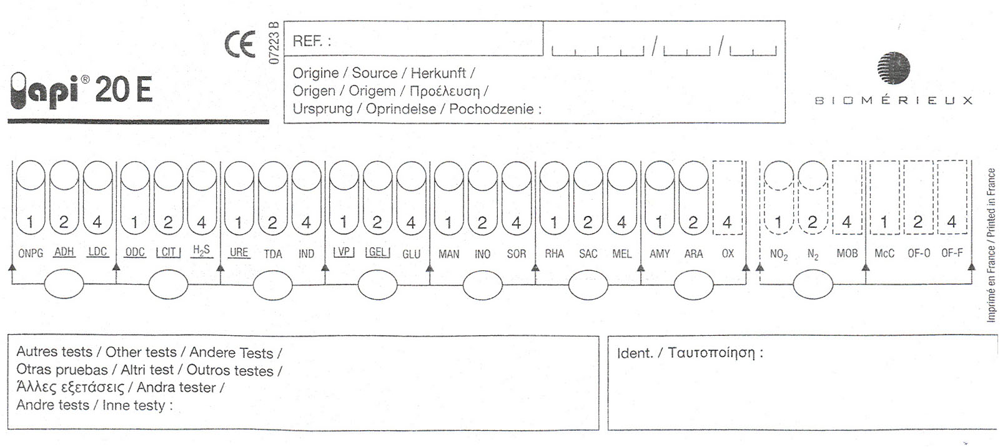 CE
07223 B
REF. :
/ /
api® 20 E
Origine / Source / Herkunft /
Origen / Origem / Προέλευση /
Ursprung / Oprindelse / Pochodzenie :
BIOMÉRIEUX
1 2 4 1 2 4 1 2 4 1 2 4 1 2 4 1 2 4 1 2 4 1 2 4 1 2 4
ONPG ADH LDC ODC CIT H₂S URE TDA IND VP GEL GLU MAN INO SOR RHA SAC MEL AMY ARA OX NO₂ N₂ MOB McC OF-O OF-F
Imprimé en France / Printed in France
Autres tests / Other tests / Andere Tests /
Otras pruebas / Altri test / Outros testes /
Άλλες εξετάσεις / Andra tester /
Andre tests / Inne testy :
Ident. / Ταυτοποίηση :